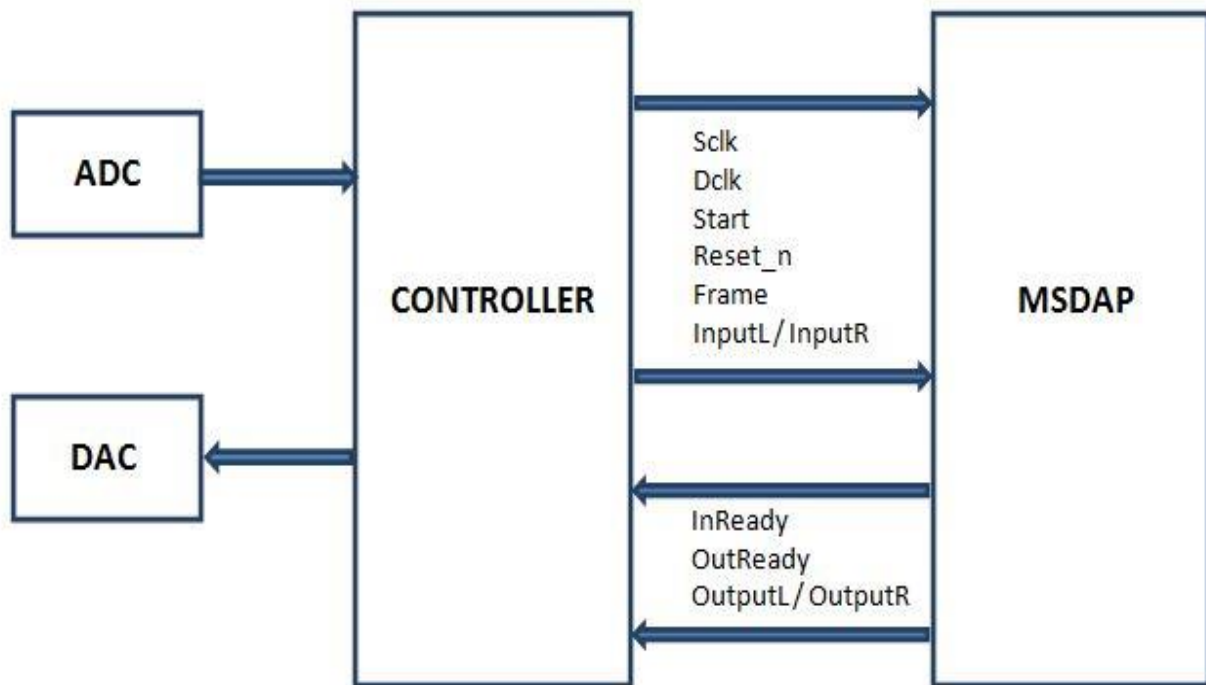 ADC
DAC
CONTROLLER
Sclk
Dclk
Start
Reset_n
Frame
InputL/InputR
InReady
OutReady
OutputL/OutputR
MSDAP